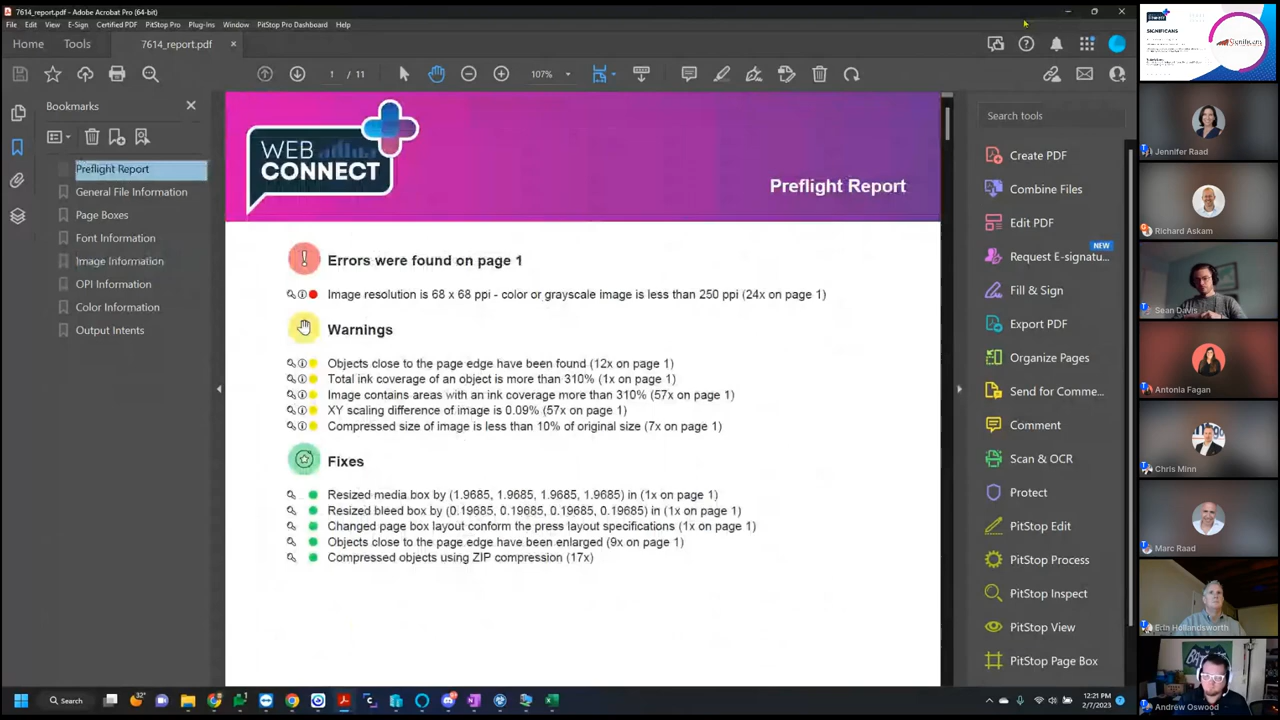 7614_report.pdf - Adobe Acrobat Pro (64-bit)
File Edit View E-Sign Certified PDF PitStop Pro Plug-Ins Window PitStop Pro Dashboard Help
Home Tools 7614_report.pdf ×
1 / 11 10%
Bookmarks
Preflight Report
General File Information
Page Boxes
Font Information
Image Information
OPI Information
Color Information
Output Intents
WEB
CONNECT
Preflight Report
Errors were found on page 1
Image resolution is 68 x 68 ppi - color or grayscale image is less than 250 ppi (24x on page 1)
Warnings
Objects close to the page edge have been found (12x on page 1)
Total ink coverage of an object is more than 310% (1x on page 1)
Image contains areas with an ink coverage more than 310% (57x on page 1)
XY scaling difference of image is 0.09% (57x on page 1)
Compressed size of image is less than 10% of original size (7x on page 1)
Fixes
Resized media box by (1.9685, 1.9685, 1.9685, 1.9685) in (1x on page 1)
Resized bleed box by (0.19685, 0.19685, 0.19685, 0.19685) in (1x on page 1)
Changed page box layout conform the press layout specifications (1x on page 1)
Objects close to the page edge have been enlarged (9x on page 1)
Compressed objects using ZIP compression (17x)
Search tools
Create PDF
Combine Files
Edit PDF
NEW
Request E-signatu...
Fill & Sign
Export PDF
Organize Pages
Send for Comme...
Comment
Scan & OCR
Protect
PitStop Edit
PitStop Process
PitStop Inspect
PitStop View
PitStop Page Box
SIGNIFICANS
Significans
Jennifer Raad
Richard Askam
Sean Davis
Antonia Fagan
Chris Minn
Marc Raad
Erin Hollandsworth
Andrew Oswood
Search
32°
12:21 PM
2/7/2023